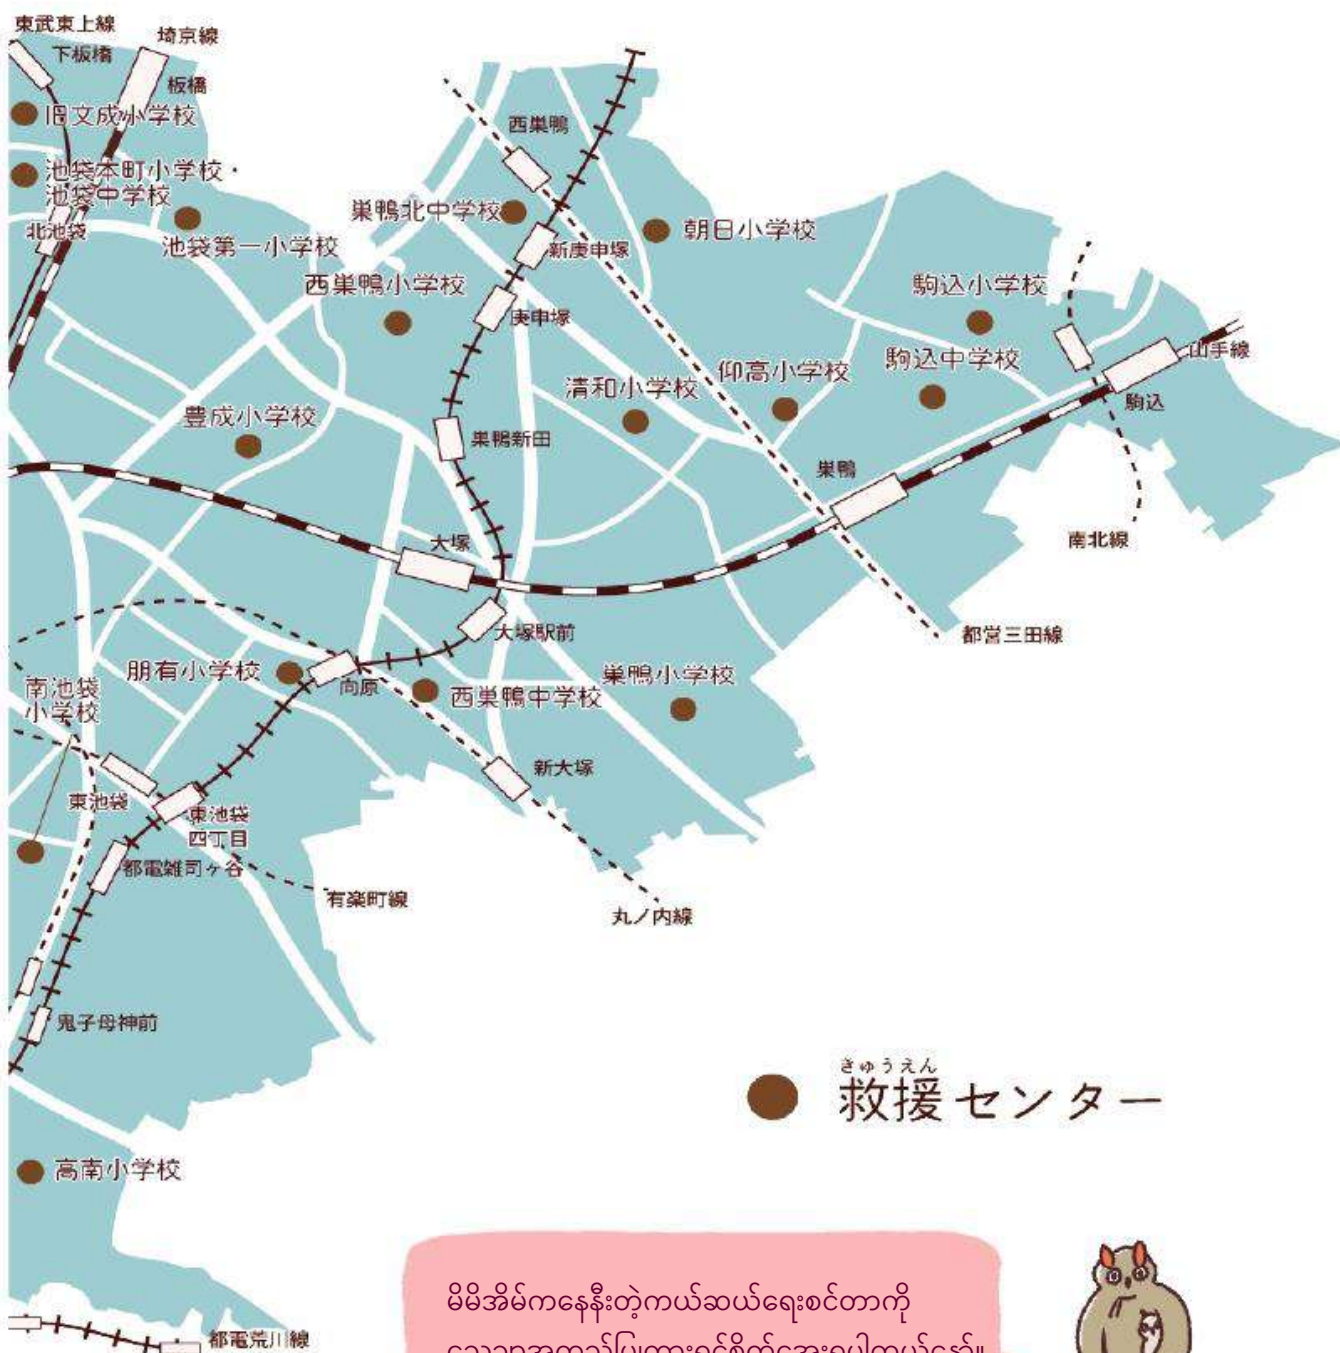 東武東上線
下板橋
埼京線
板橋
旧文成小学校
池袋本町小学校・
池袋中学校
北池袋
池袋第一小学校
西巣鴨
巣鴨北中学校
朝日小学校
新庚申塚
西巣鴨小学校
庚申塚
駒込小学校
駒込中学校
山手線
駒込
清和小学校
仰高小学校
豊成小学校
巣鴨新田
巣鴨
大塚
南北線
大塚駅前
都営三田線
朋有小学校
南池袋
小学校
向原
西巣鴨中学校
巣鴨小学校
新大塚
東池袋
東池袋
四丁目
都電雑司ヶ谷
有楽町線
丸ノ内線
鬼子母神前
きゅうえん
救援センター
高南小学校
都電荒川線
မိမိအိမ်ကနေနီးတဲ့ကယ်ဆယ်ရေးစင်တာကို